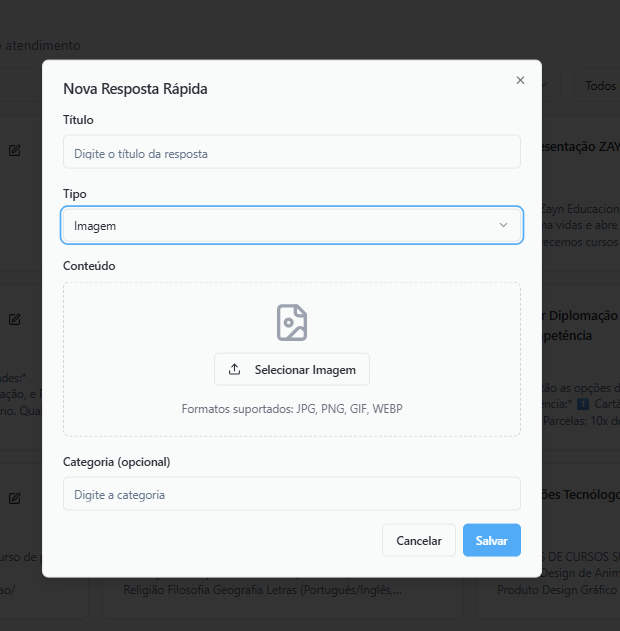 atendimento
Nova Resposta Rápida
Todos
Título
Digite o título da resposta
Tipo
Imagem
Conteúdo
Selecionar Imagem
Formatos suportados: JPG, PNG, GIF, WEBP
Categoria (opcional)
Digite a categoria
Cancelar
Salvar
esentação ZAY
Zayn Educacion
na vidas e abre
ecemos cursos
r Diplomação
petência
ão as opções d
ência:* 1 Cart
Parcelas: 10x de
ões Tecnólogo
S DE CURSOS S
Design de Anim
Produto Design Gráfico
des:*
ação, e
rio. Qua
urso de
ao/
Religião Filosofia Geografia Letras (Português/Inglês,...